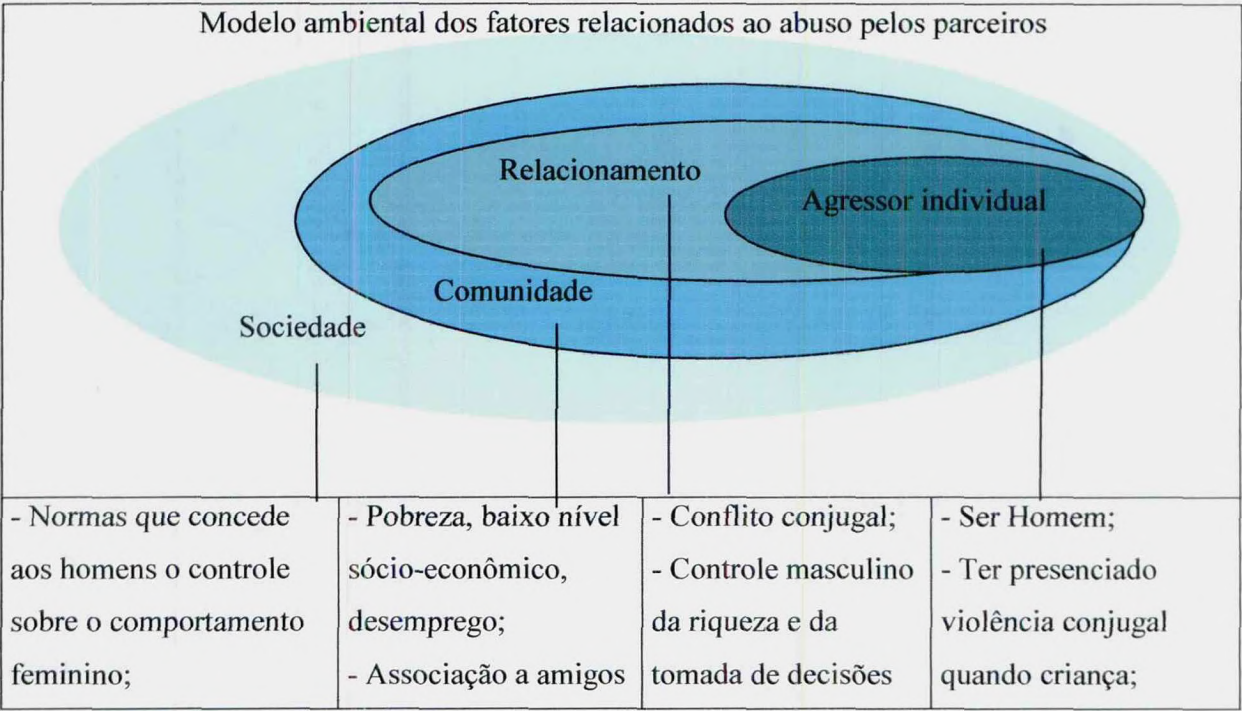 Modelo ambiental dos fatores relacionados ao abuso pelos parceiros
Relacionamento
Agressor individual
Comunidade
Sociedade
- Normas que concede
aos homens o controle
sobre o comportamento
feminino;
- Pobreza, baixo nível
sócio-econômico,
desemprego;
- Associação a amigos
- Conflito conjugal;
- Controle masculino
da riqueza e da
tomada de decisões
- Ser Homem;
- Ter presenciado
violência conjugal
quando criança;